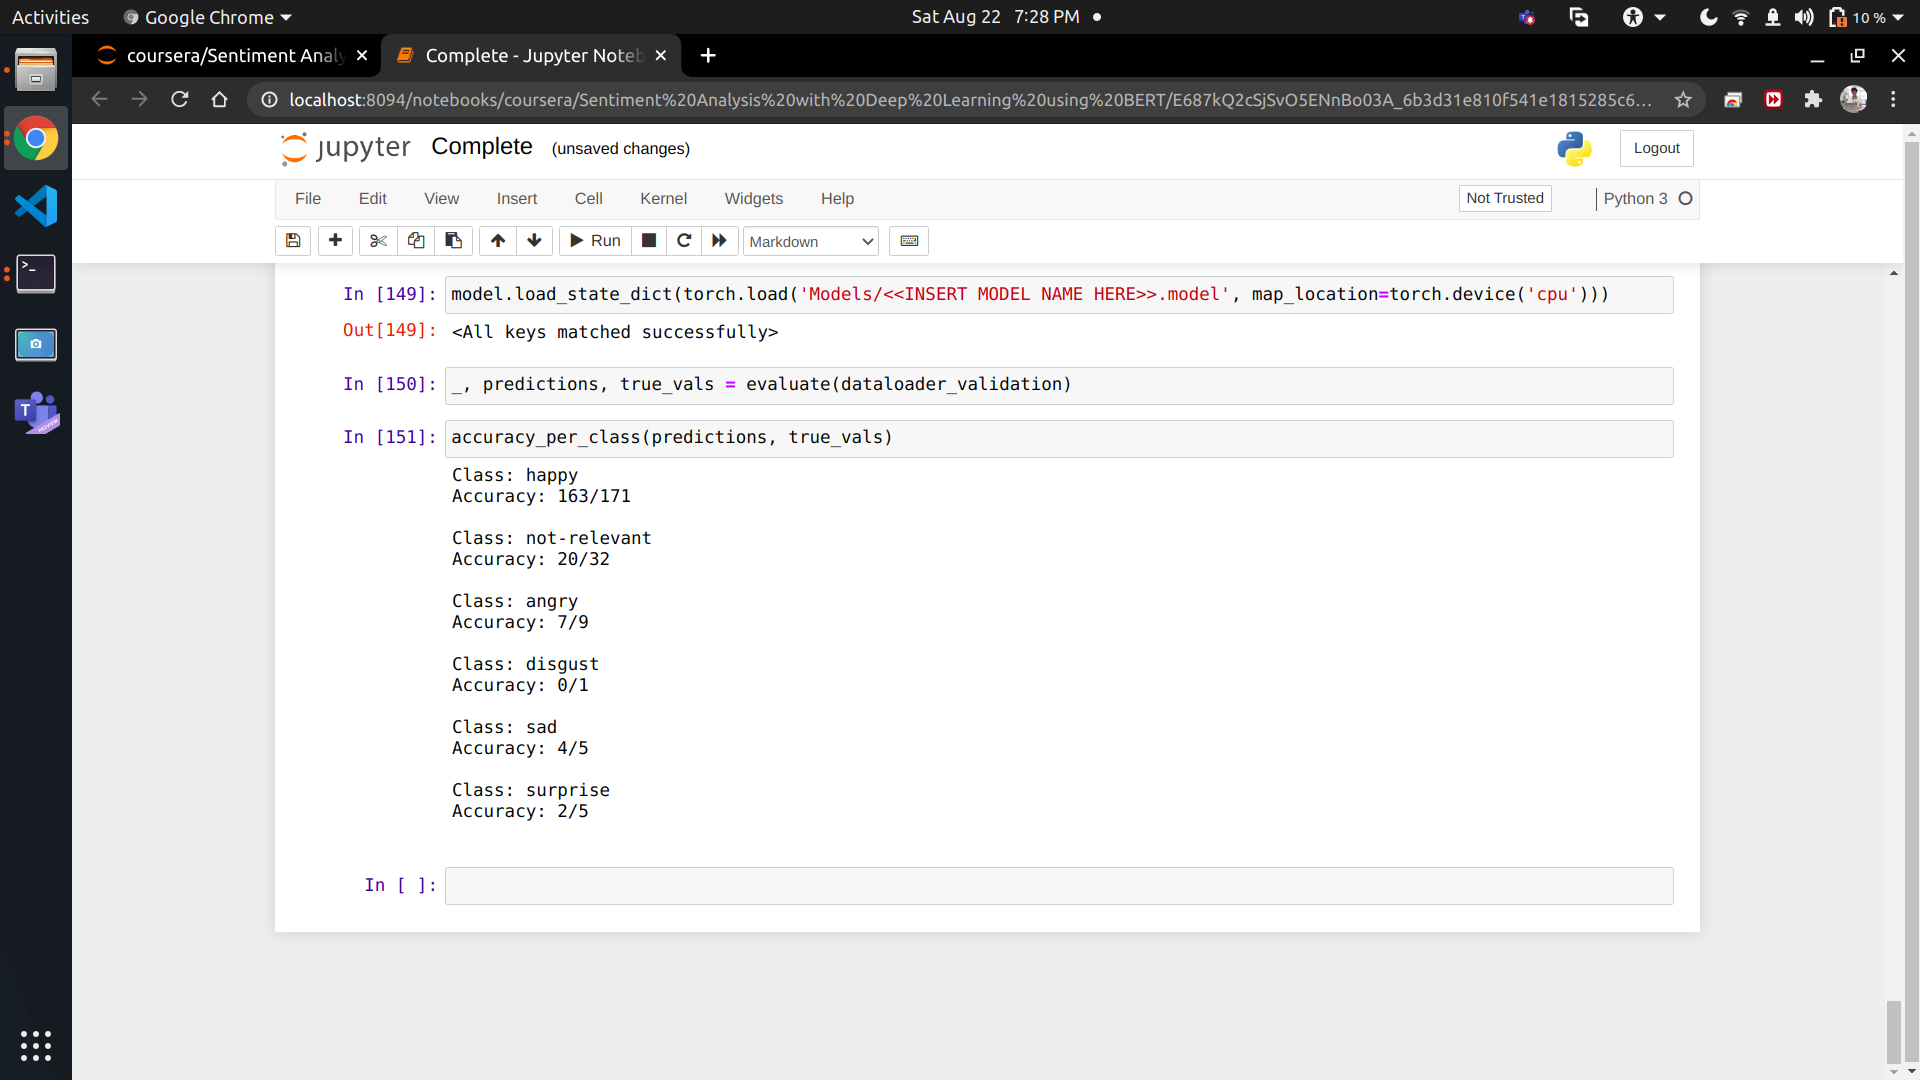 Activities
Google Chrome
Sat Aug 22 7:28 PM
10 %
coursera/Sentiment Analy
Complete - Jupyter Noteb
localhost:8094/notebooks/coursera/Sentiment%20Analysis%20with%20Deep%20Learning%20using%20BERT/E687kQ2cSjSvO5ENnBo03A_6b3d31e810f541e1815285c6...
jupyter Complete (unsaved changes)
Logout
File Edit View Insert Cell Kernel Widgets Help
Not Trusted
Python 3
Run
Markdown
In [149]: model.load_state_dict(torch.load('Models/<<INSERT MODEL NAME HERE>>.model', map_location=torch.device('cpu')))
Out[149]: <All keys matched successfully>
In [150]: _, predictions, true_vals = evaluate(dataloader_validation)
In [151]: accuracy_per_class(predictions, true_vals)
Class: happy
Accuracy: 163/171
Class: not-relevant
Accuracy: 20/32
Class: angry
Accuracy: 7/9
Class: disgust
Accuracy: 0/1
Class: sad
Accuracy: 4/5
Class: surprise
Accuracy: 2/5
In [ ]:
T
PREVIEW